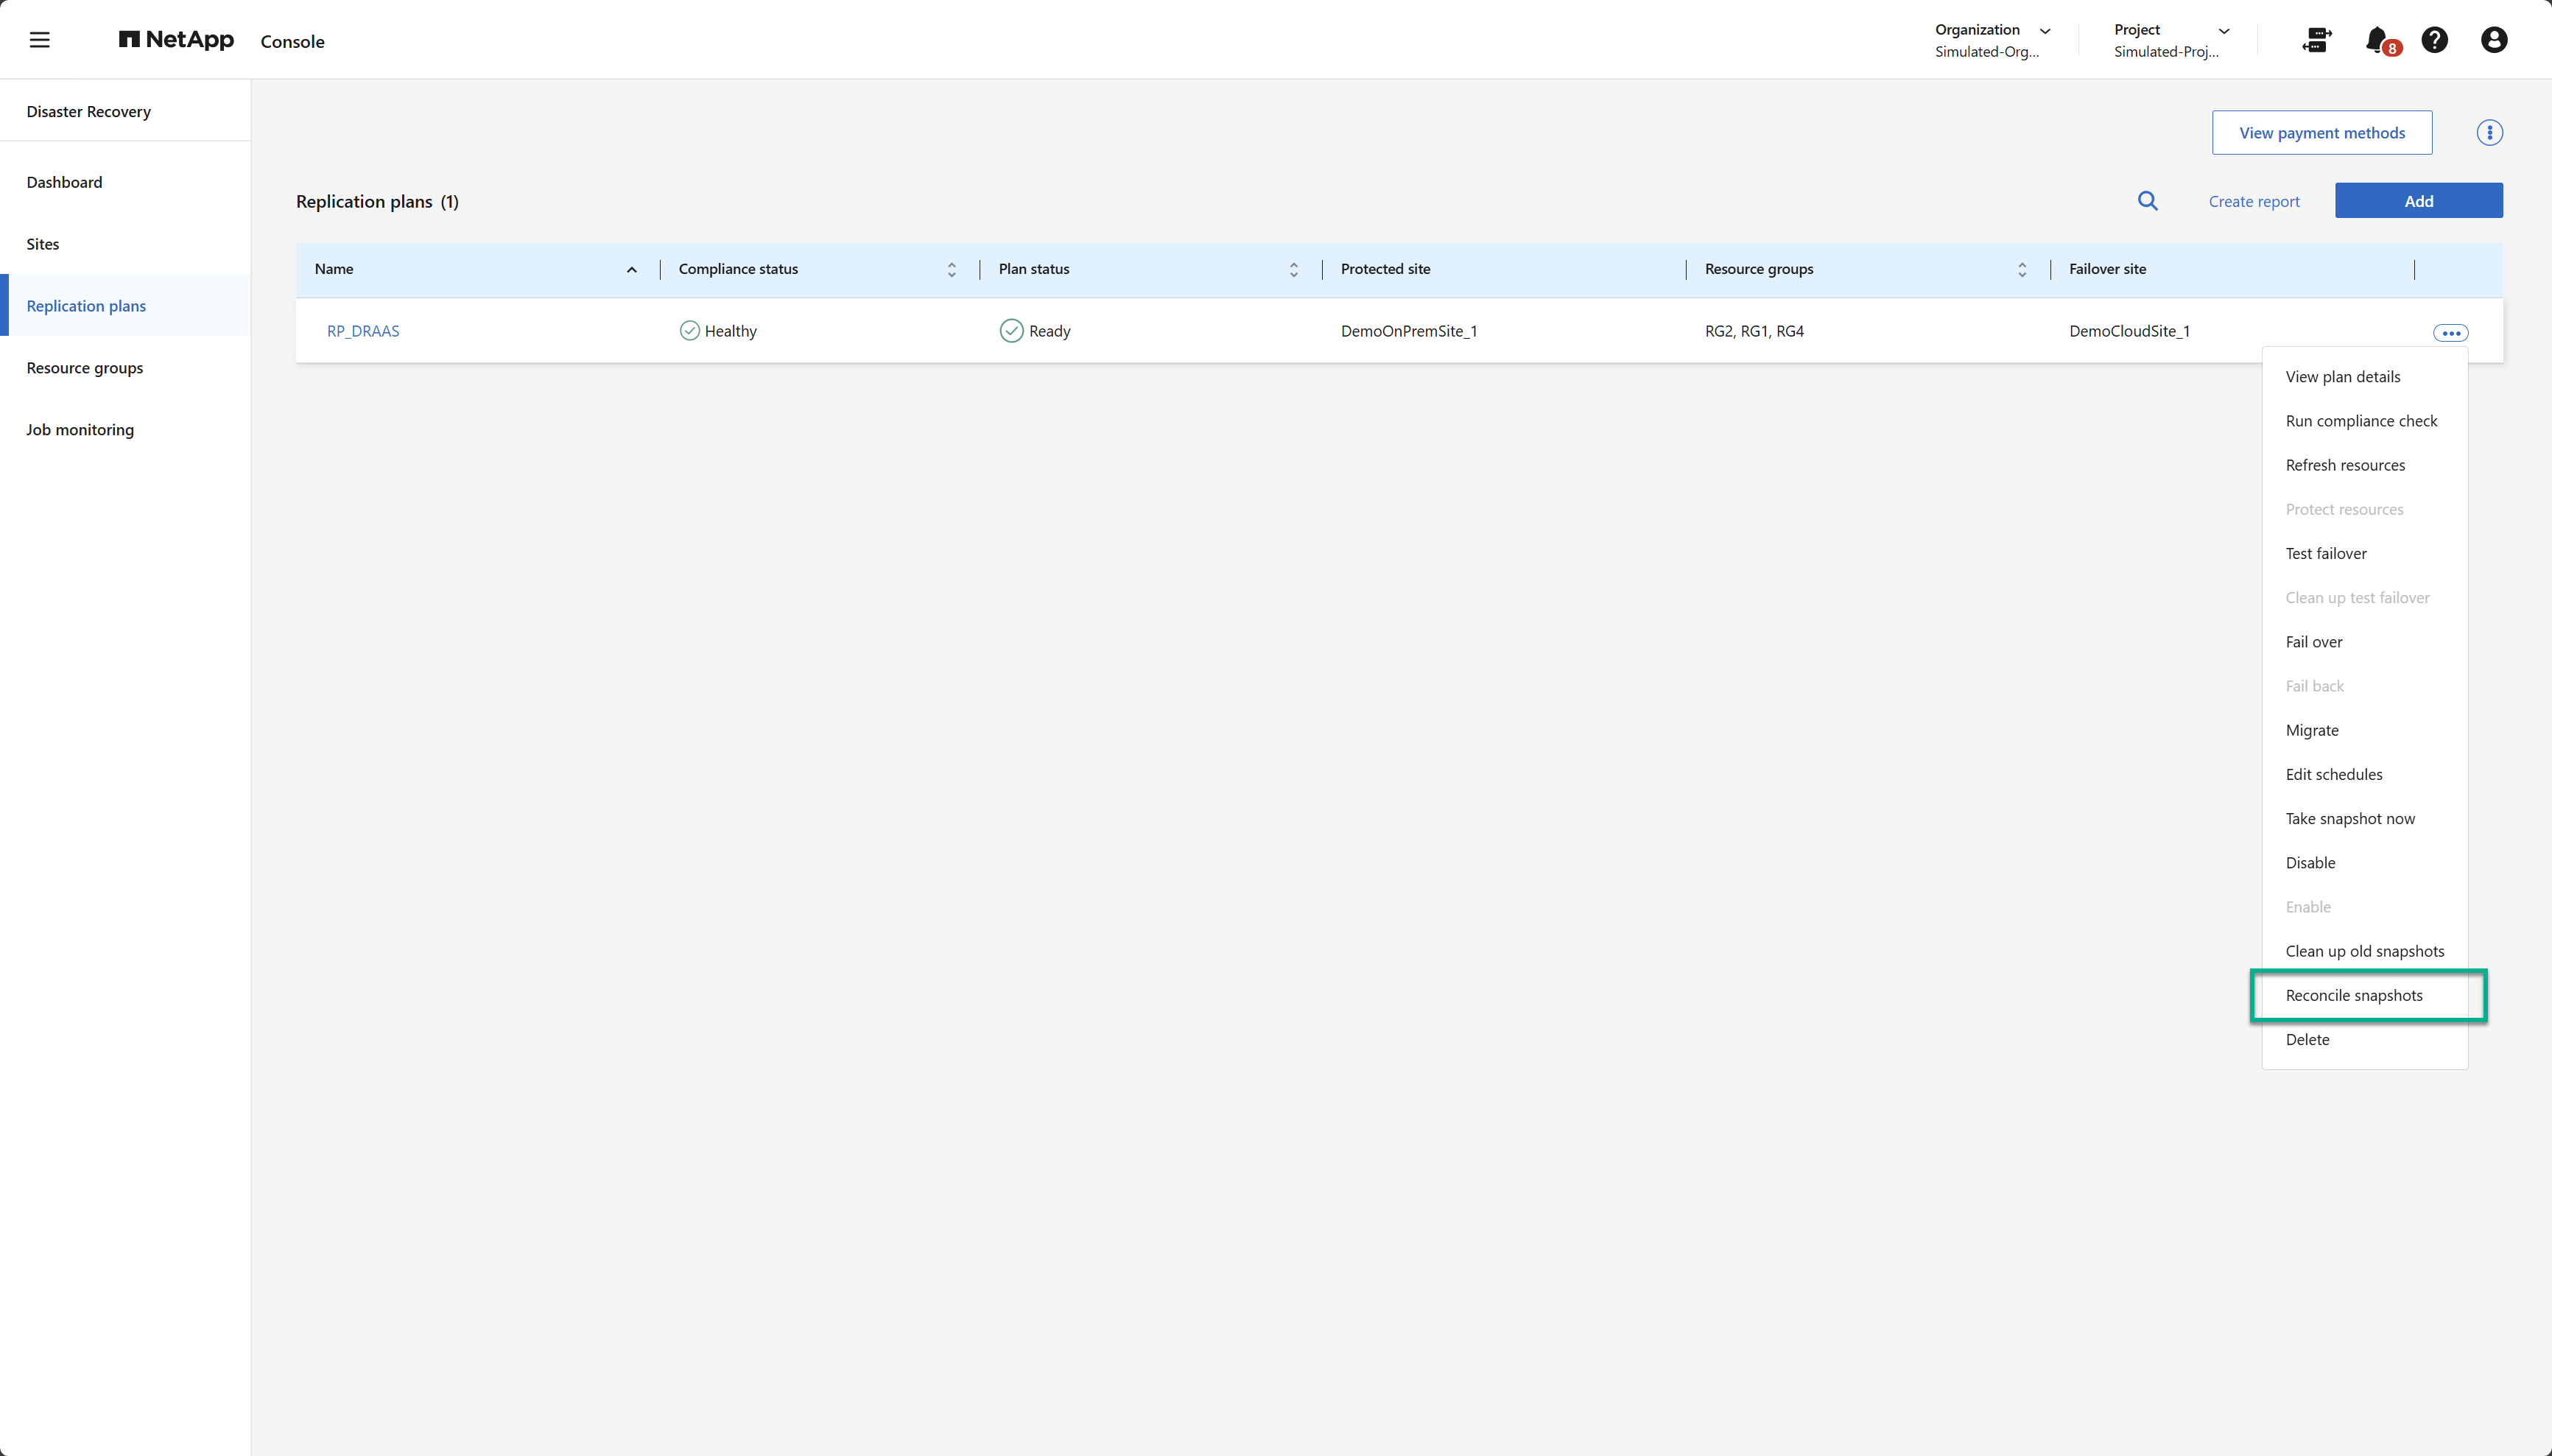 NetApp Console
Organization
Simulated-Org...
Project
Simulated-Proj...
8
?
Disaster Recovery
Dashboard
Sites
Replication plans
Resource groups
Job monitoring
View payment methods
Replication plans (1)
Create report
Add
Name
Compliance status
Plan status
Protected site
Resource groups
Failover site
RP_DRAAS
Healthy
Ready
DemoOnPremSite_1
RG2, RG1, RG4
DemoCloudSite_1
View plan details
Run compliance check
Refresh resources
Protect resources
Test failover
Clean up test failover
Fail over
Fail back
Migrate
Edit schedules
Take snapshot now
Disable
Enable
Clean up old snapshots
Reconcile snapshots
Delete